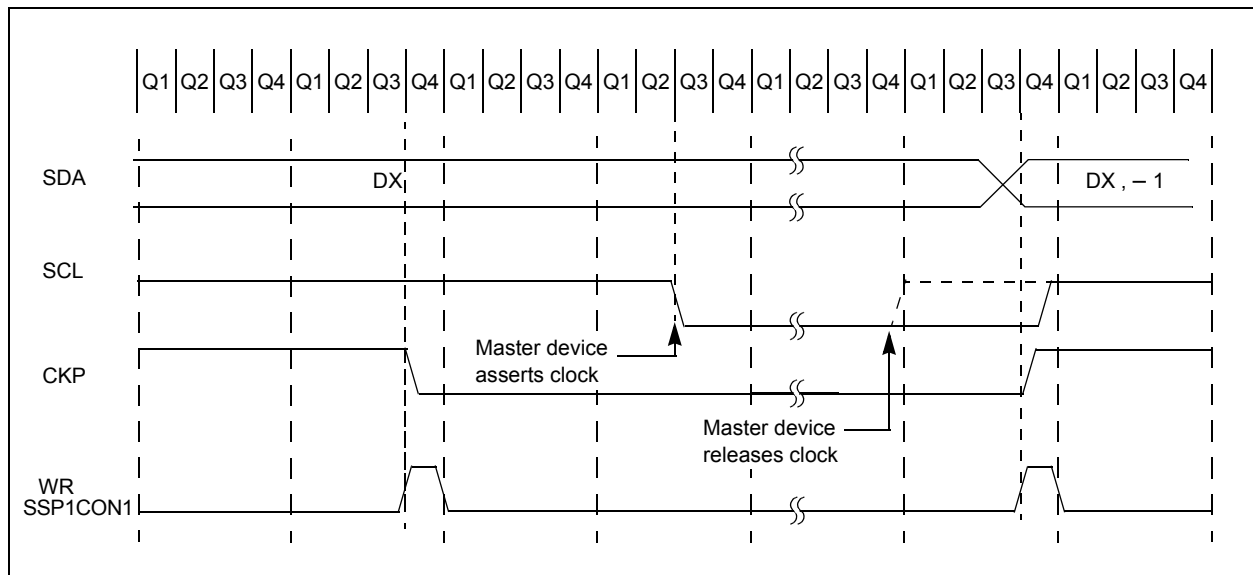 Q1 Q2 Q3 Q4 Q1 Q2 Q3 Q4 Q1 Q2 Q3 Q4 Q1 Q2 Q3 Q4 Q1 Q2 Q3 Q4 Q1 Q2 Q3 Q4 Q1 Q2 Q3 Q4
SDA
DX
DX , – 1
SCL
Master device
asserts clock
CKP
Master device
releases clock
WR
SSP1CON1